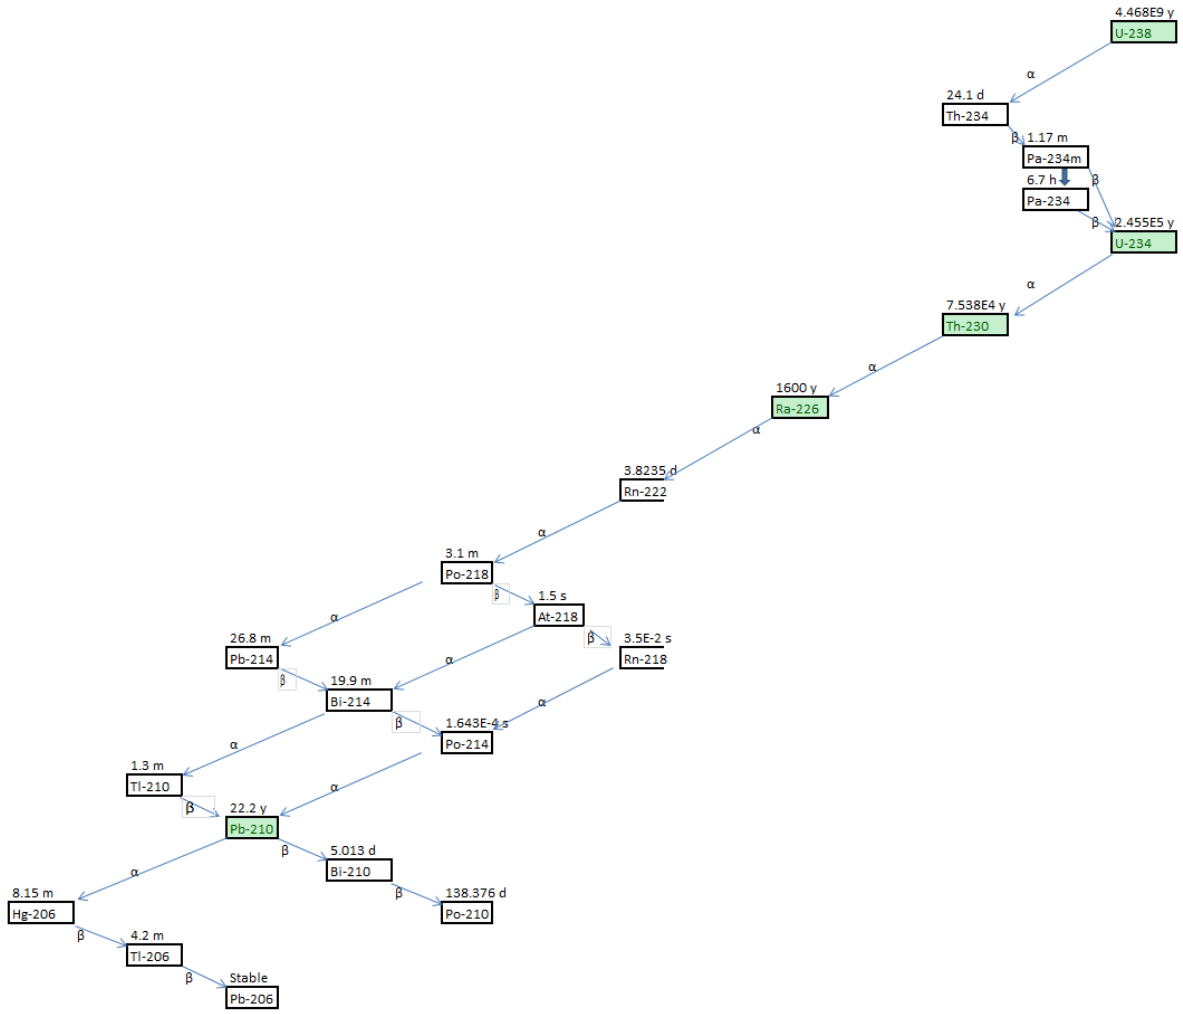 4.468E9 y
U-238
α
24.1 d
Th-234
β
1.17 m
Pa-234m
β
6.7 h
Pa-234
β
2.455E5 y
U-234
α
7.538E4 y
Th-230
α
1600 y
Ra-226
α
3.8235 d
Rn-222
α
3.1 m
Po-218
β
1.5 s
At-218
α
β
3.5E-2 s
Rn-218
26.8 m
Pb-214
α
β
19.9 m
Bi-214
α
β
1.643E-4 s
Po-214
α
1.3 m
Tl-210
α
β
22.2 y
Pb-210
β
5.013 d
Bi-210
α
β
138.376 d
Po-210
8.15 m
Hg-206
β
4.2 m
Tl-206
β
Stable
Pb-206